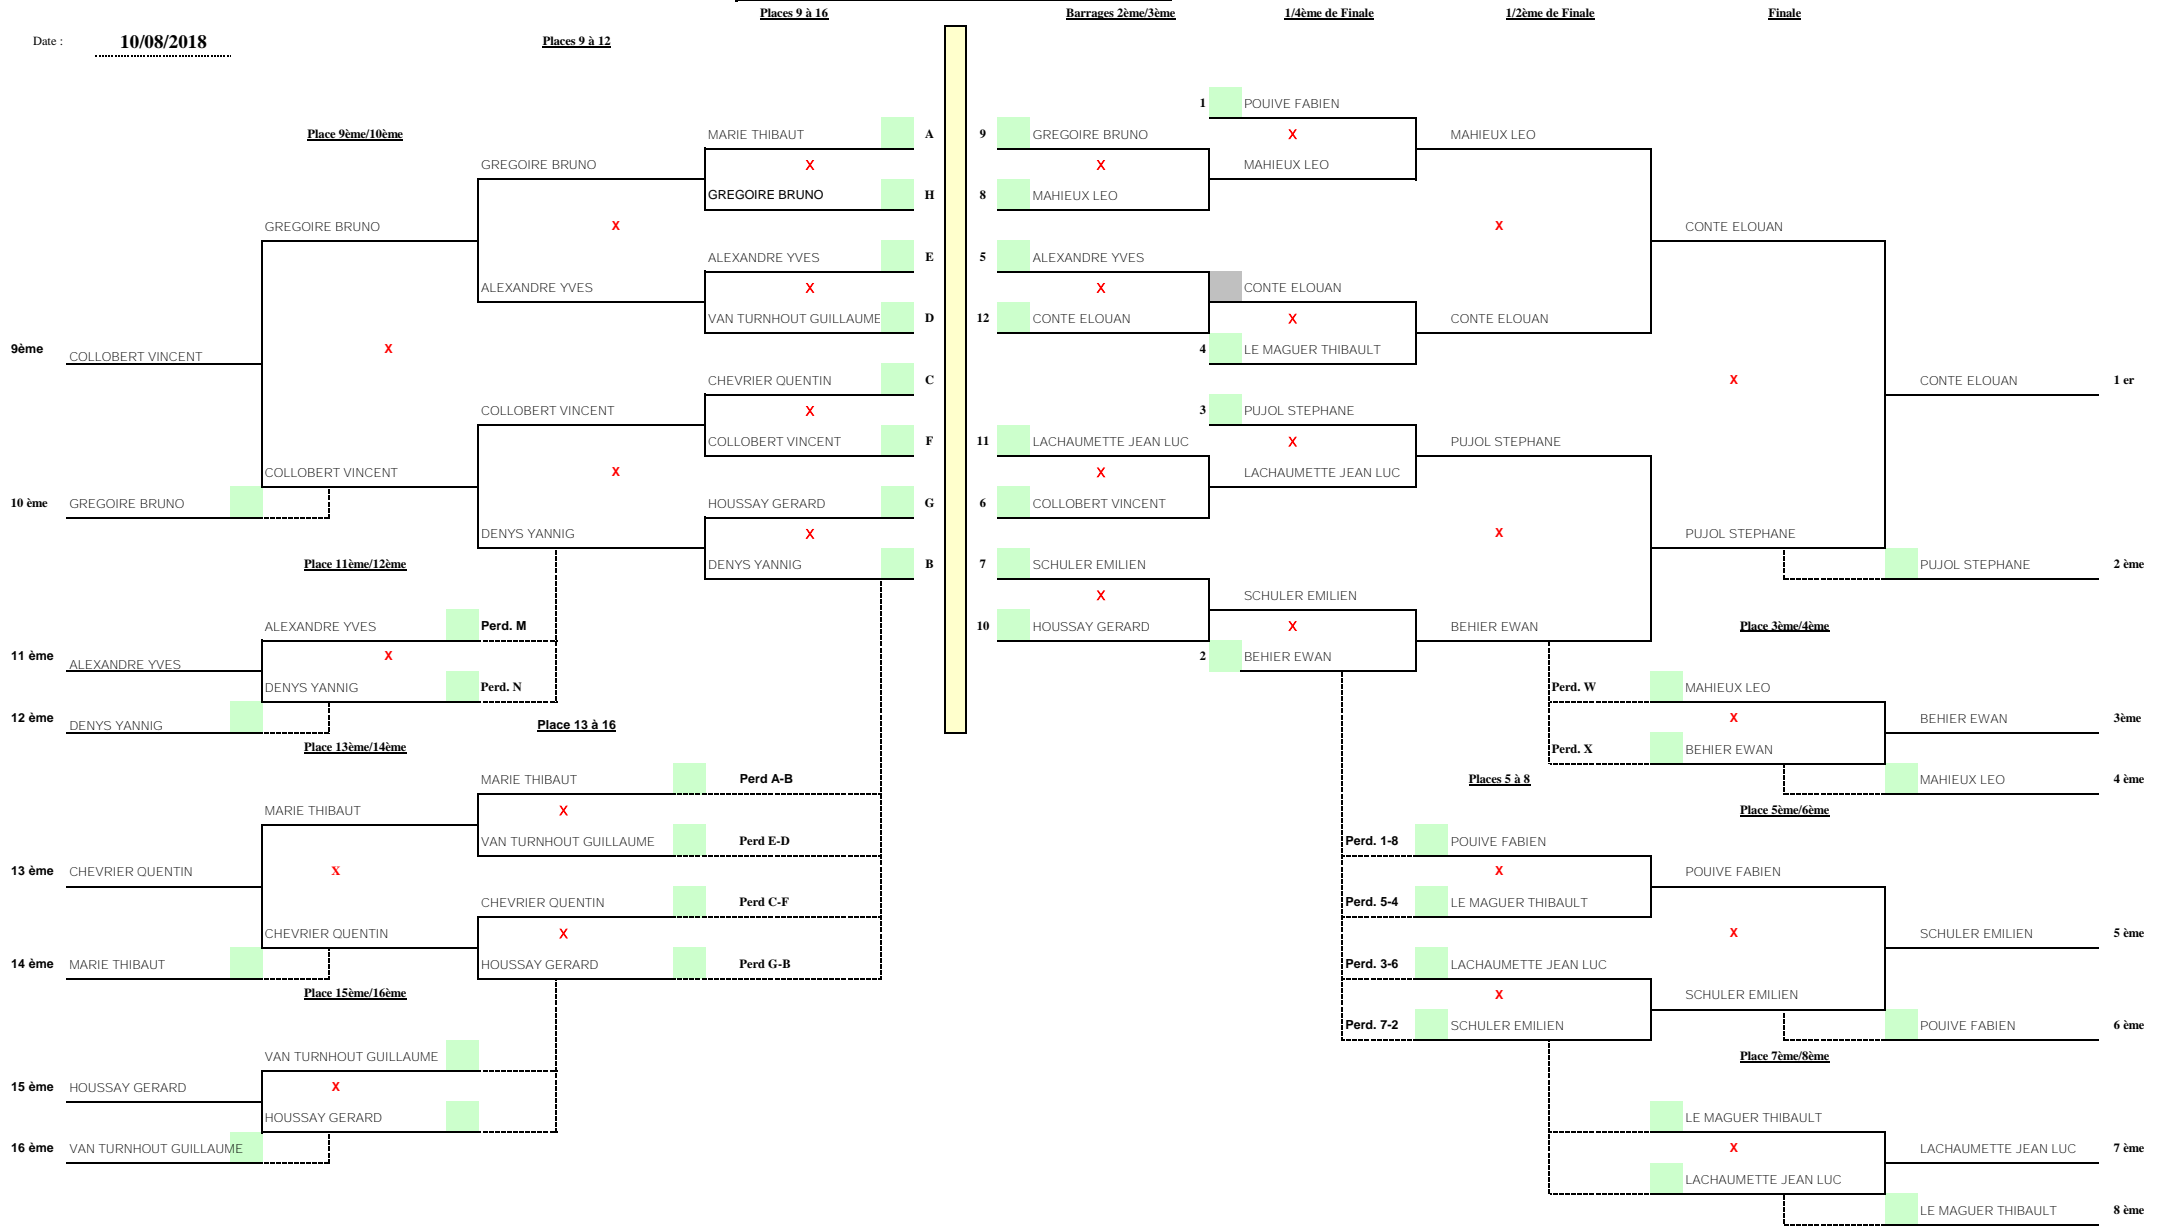 Places 9 à 16 Barrages 2ème/3ème 1/4ème de Finale 1/2ème de Finale Finale
Date : 10/08/2018 Places 9 à 12
1 POUIVE FABIEN
Place 9ème/10ème MARIE THIBAUT A 9 GREGOIRE BRUNO X MAHIEUX LEO
GREGOIRE BRUNO X X MAHIEUX LEO
GREGOIRE BRUNO H 8 MAHIEUX LEO
GREGOIRE BRUNO X X CONTE ELOUAN
ALEXANDRE YVES E 5 ALEXANDRE YVES
ALEXANDRE YVES X X CONTE ELOUAN
VAN TURNHOUT GUILLAUME D 12 CONTE ELOUAN X CONTE ELOUAN
9ème COLLOBERT VINCENT X 4 LE MAGUER THIBAULT
CHEVRIER QUENTIN C X CONTE ELOUAN 1 er
COLLOBERT VINCENT X 3 PUJOL STEPHANE
COLLOBERT VINCENT F 11 LACHAUMETTE JEAN LUC X PUJOL STEPHANE
COLLOBERT VINCENT X X LACHAUMETTE JEAN LUC
10 ème GREGOIRE BRUNO HOUSSAY GERARD G 6 COLLOBERT VINCENT
DENYS YANNIG X X PUJOL STEPHANE
Place 11ème/12ème DENYS YANNIG B 7 SCHULER EMILIEN PUJOL STEPHANE 2 ème
X SCHULER EMILIEN
ALEXANDRE YVES Perd. M 10 HOUSSAY GERARD X BEHIER EWAN Place 3ème/4ème
11 ème ALEXANDRE YVES X 2 BEHIER EWAN
DENYS YANNIG Perd. N Perd. W MAHIEUX LEO
12 ème DENYS YANNIG Place 13 à 16 X BEHIER EWAN 3ème
Place 13ème/14ème Perd. X BEHIER EWAN
MARIE THIBAUT Perd A-B Places 5 à 8 MAHIEUX LEO 4 ème
MARIE THIBAUT X Place 5ème/6ème
VAN TURNHOUT GUILLAUME Perd E-D Perd. 1-8 POUIVE FABIEN
13 ème CHEVRIER QUENTIN X X POUIVE FABIEN
CHEVRIER QUENTIN Perd C-F Perd. 5-4 LE MAGUER THIBAULT
CHEVRIER QUENTIN X X SCHULER EMILIEN 5 ème
14 ème MARIE THIBAUT HOUSSAY GERARD Perd G-B Perd. 3-6 LACHAUMETTE JEAN LUC
Place 15ème/16ème X SCHULER EMILIEN
Perd. 7-2 SCHULER EMILIEN POUIVE FABIEN 6 ème
VAN TURNHOUT GUILLAUME Place 7ème/8ème
15 ème HOUSSAY GERARD X
HOUSSAY GERARD LE MAGUER THIBAULT
16 ème VAN TURNHOUT GUILLAUME X LACHAUMETTE JEAN LUC 7 ème
LACHAUMETTE JEAN LUC
LE MAGUER THIBAULT 8 ème